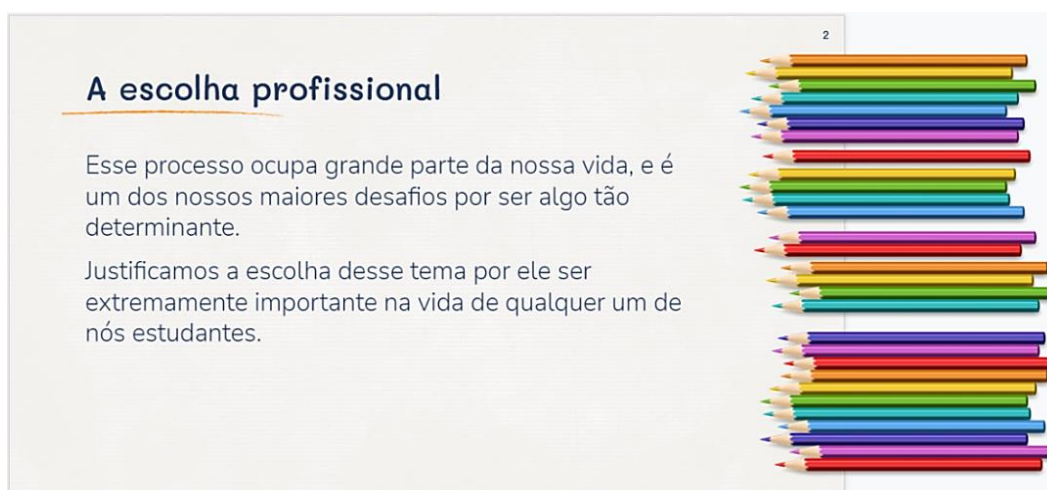 2
A escolha profissional
Esse processo ocupa grande parte da nossa vida, e é
um dos nossos maiores desafios por ser algo tão
determinante.
Justificamos a escolha desse tema por ele ser
extremamente importante na vida de qualquer um de
nós estudantes.